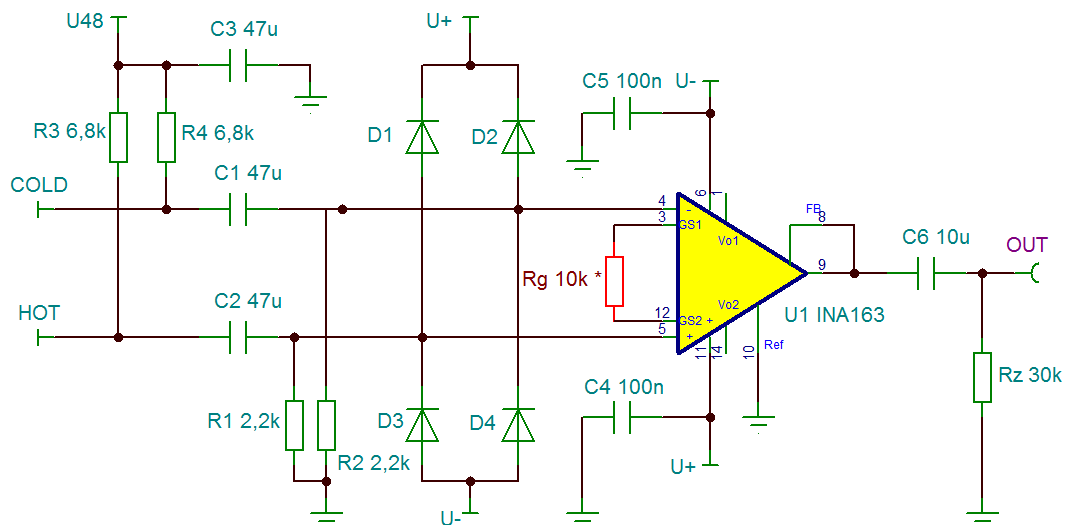 U48
C3 47u
U+
C5 100n
U-
R3 6,8k
R4 6,8k
D1
D2
COLD
C1 47u
4
3
6
1
-
GS1
Vo1
FB
8
C6 10u
OUT
Rg 10k *
9
HOT
C2 47u
12
5
GS2 +
+
Vo2
U1 INA163
11
14
10
Ref
R1 2,2k
R2 2,2k
D3
D4
C4 100n
Rz 30k
U-
U+